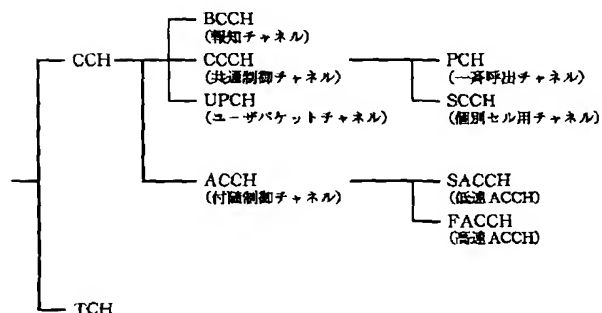 BCCH
(報知チャネル)
CCH
CCCH
(共通制御チャネル)
PCH
(一斉呼出チャネル)
UPCH
(ユーザパケットチャネル)
SCCH
(個別セル用チャネル)
ACCH
(付随制御チャネル)
SACCH
(低速ACCH)
FACCH
(高速ACCH)
TCH